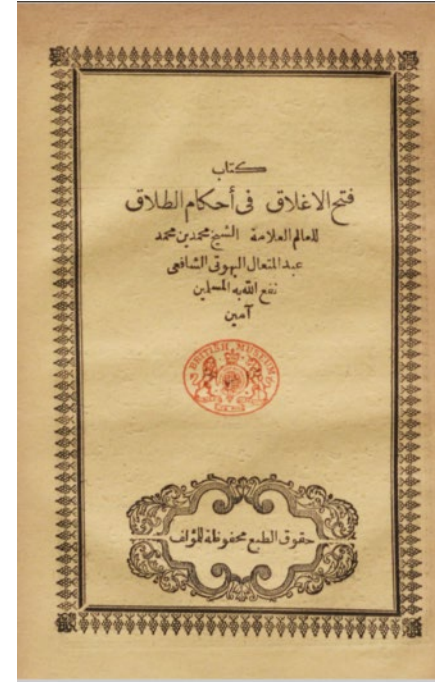 كتاب
فتح الاغلاق فى أحكام الطلاق
للعالم العلامة الشيخ محمد بن محمد
عبد المتعال البهوتى الشافعى
نفع الله به المسلمين
آمين
BRITISH MUSEUM
حقوق الطبع محفوظة للمؤلف